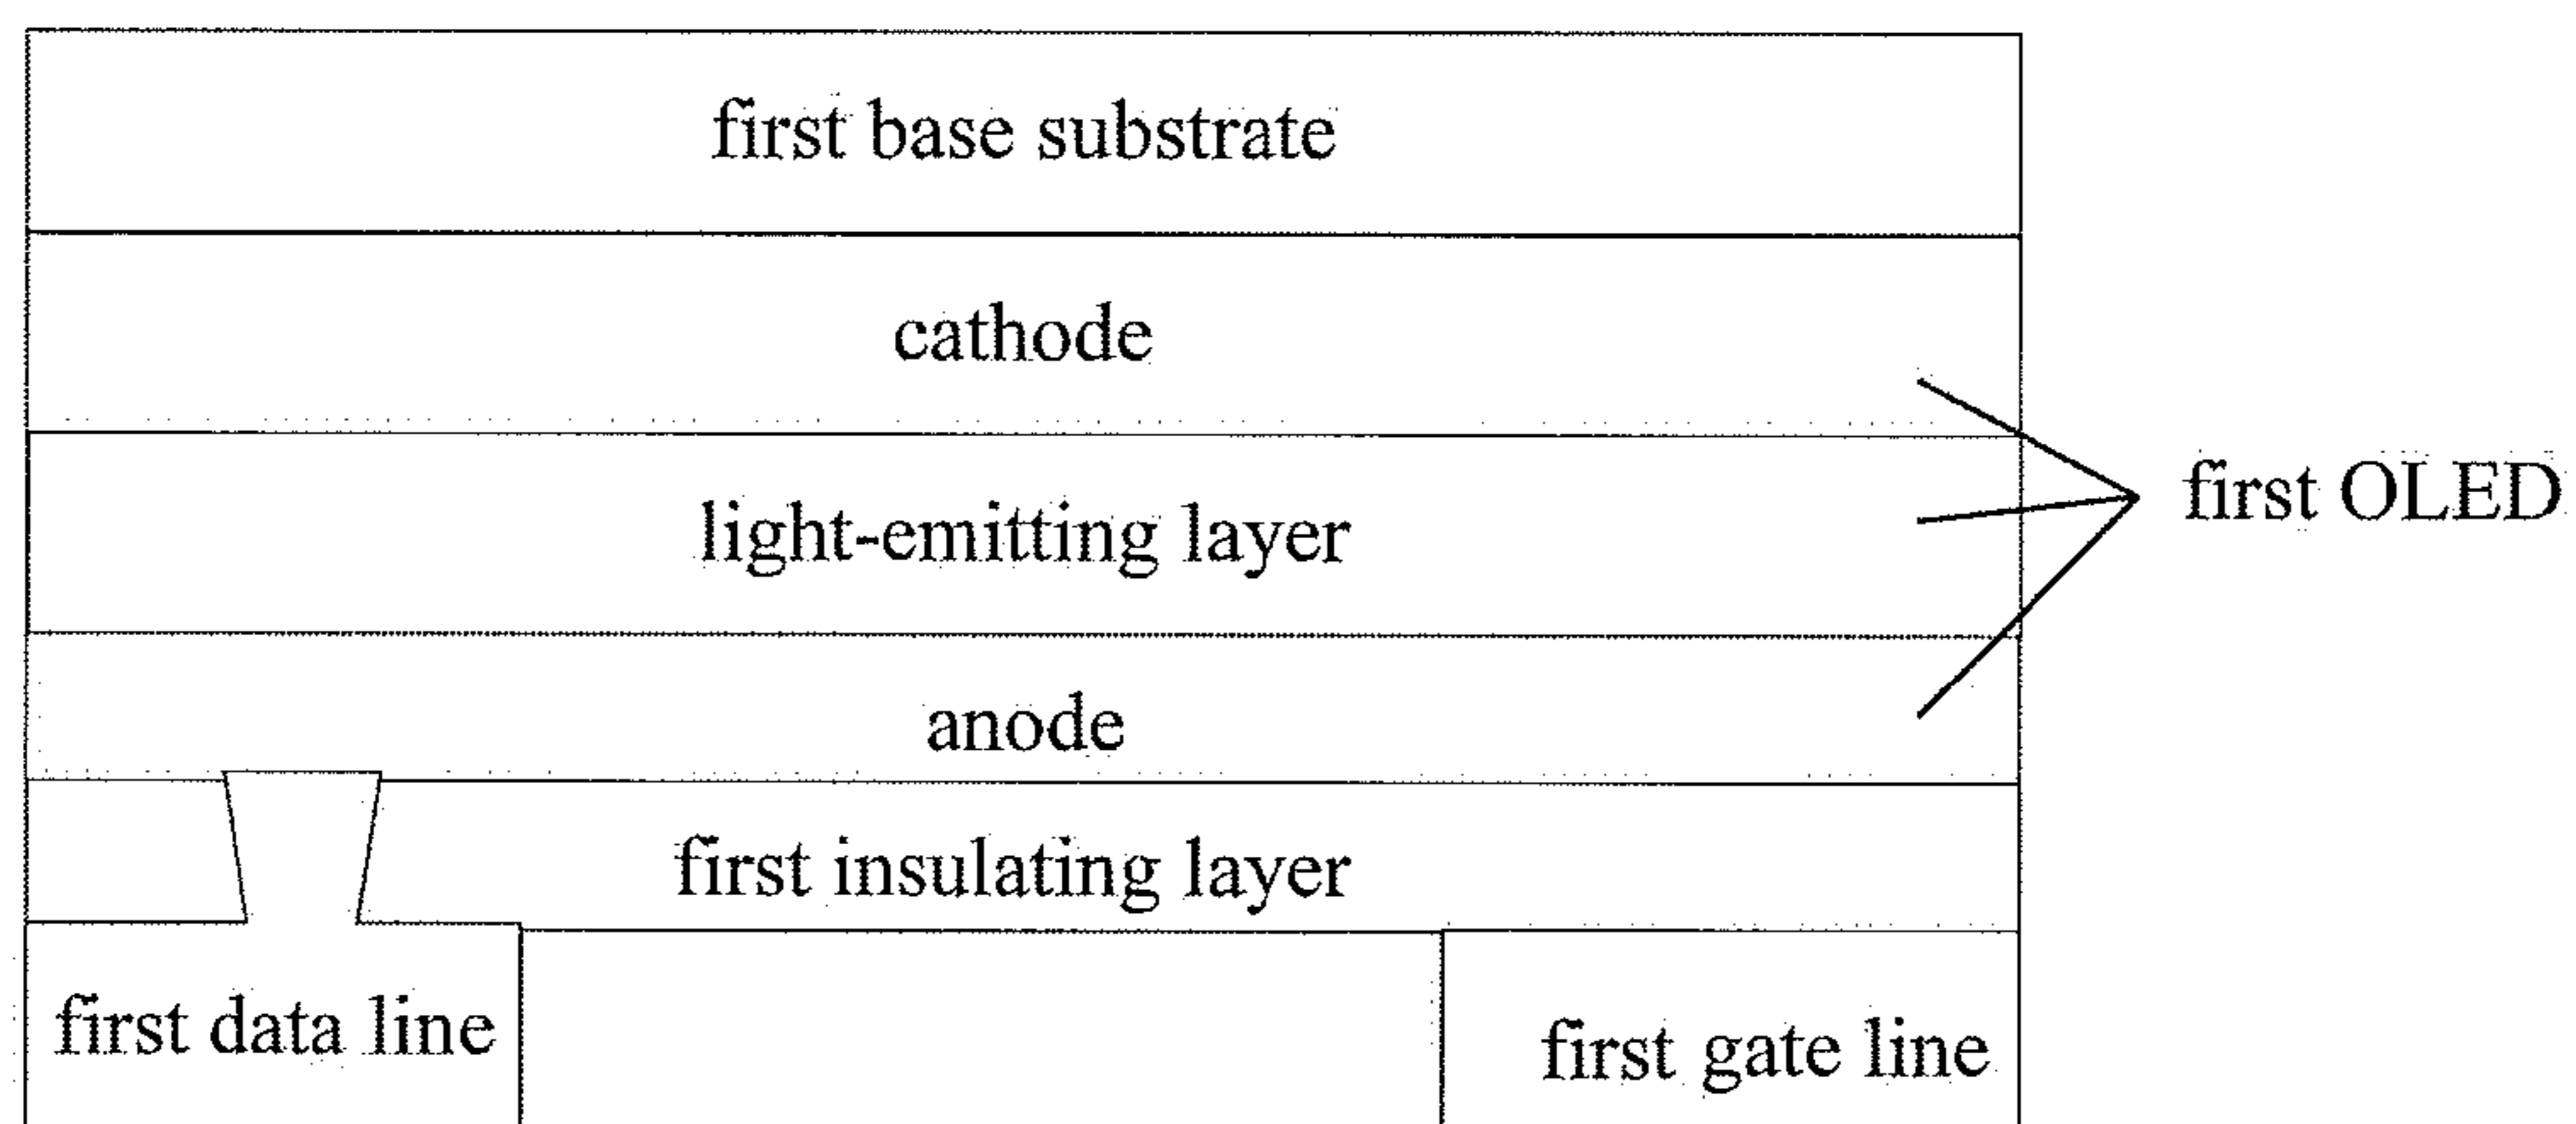 first base substrate
cathode
light-emitting layer
first OLED
anode
first insulating layer
first data line
first gate line